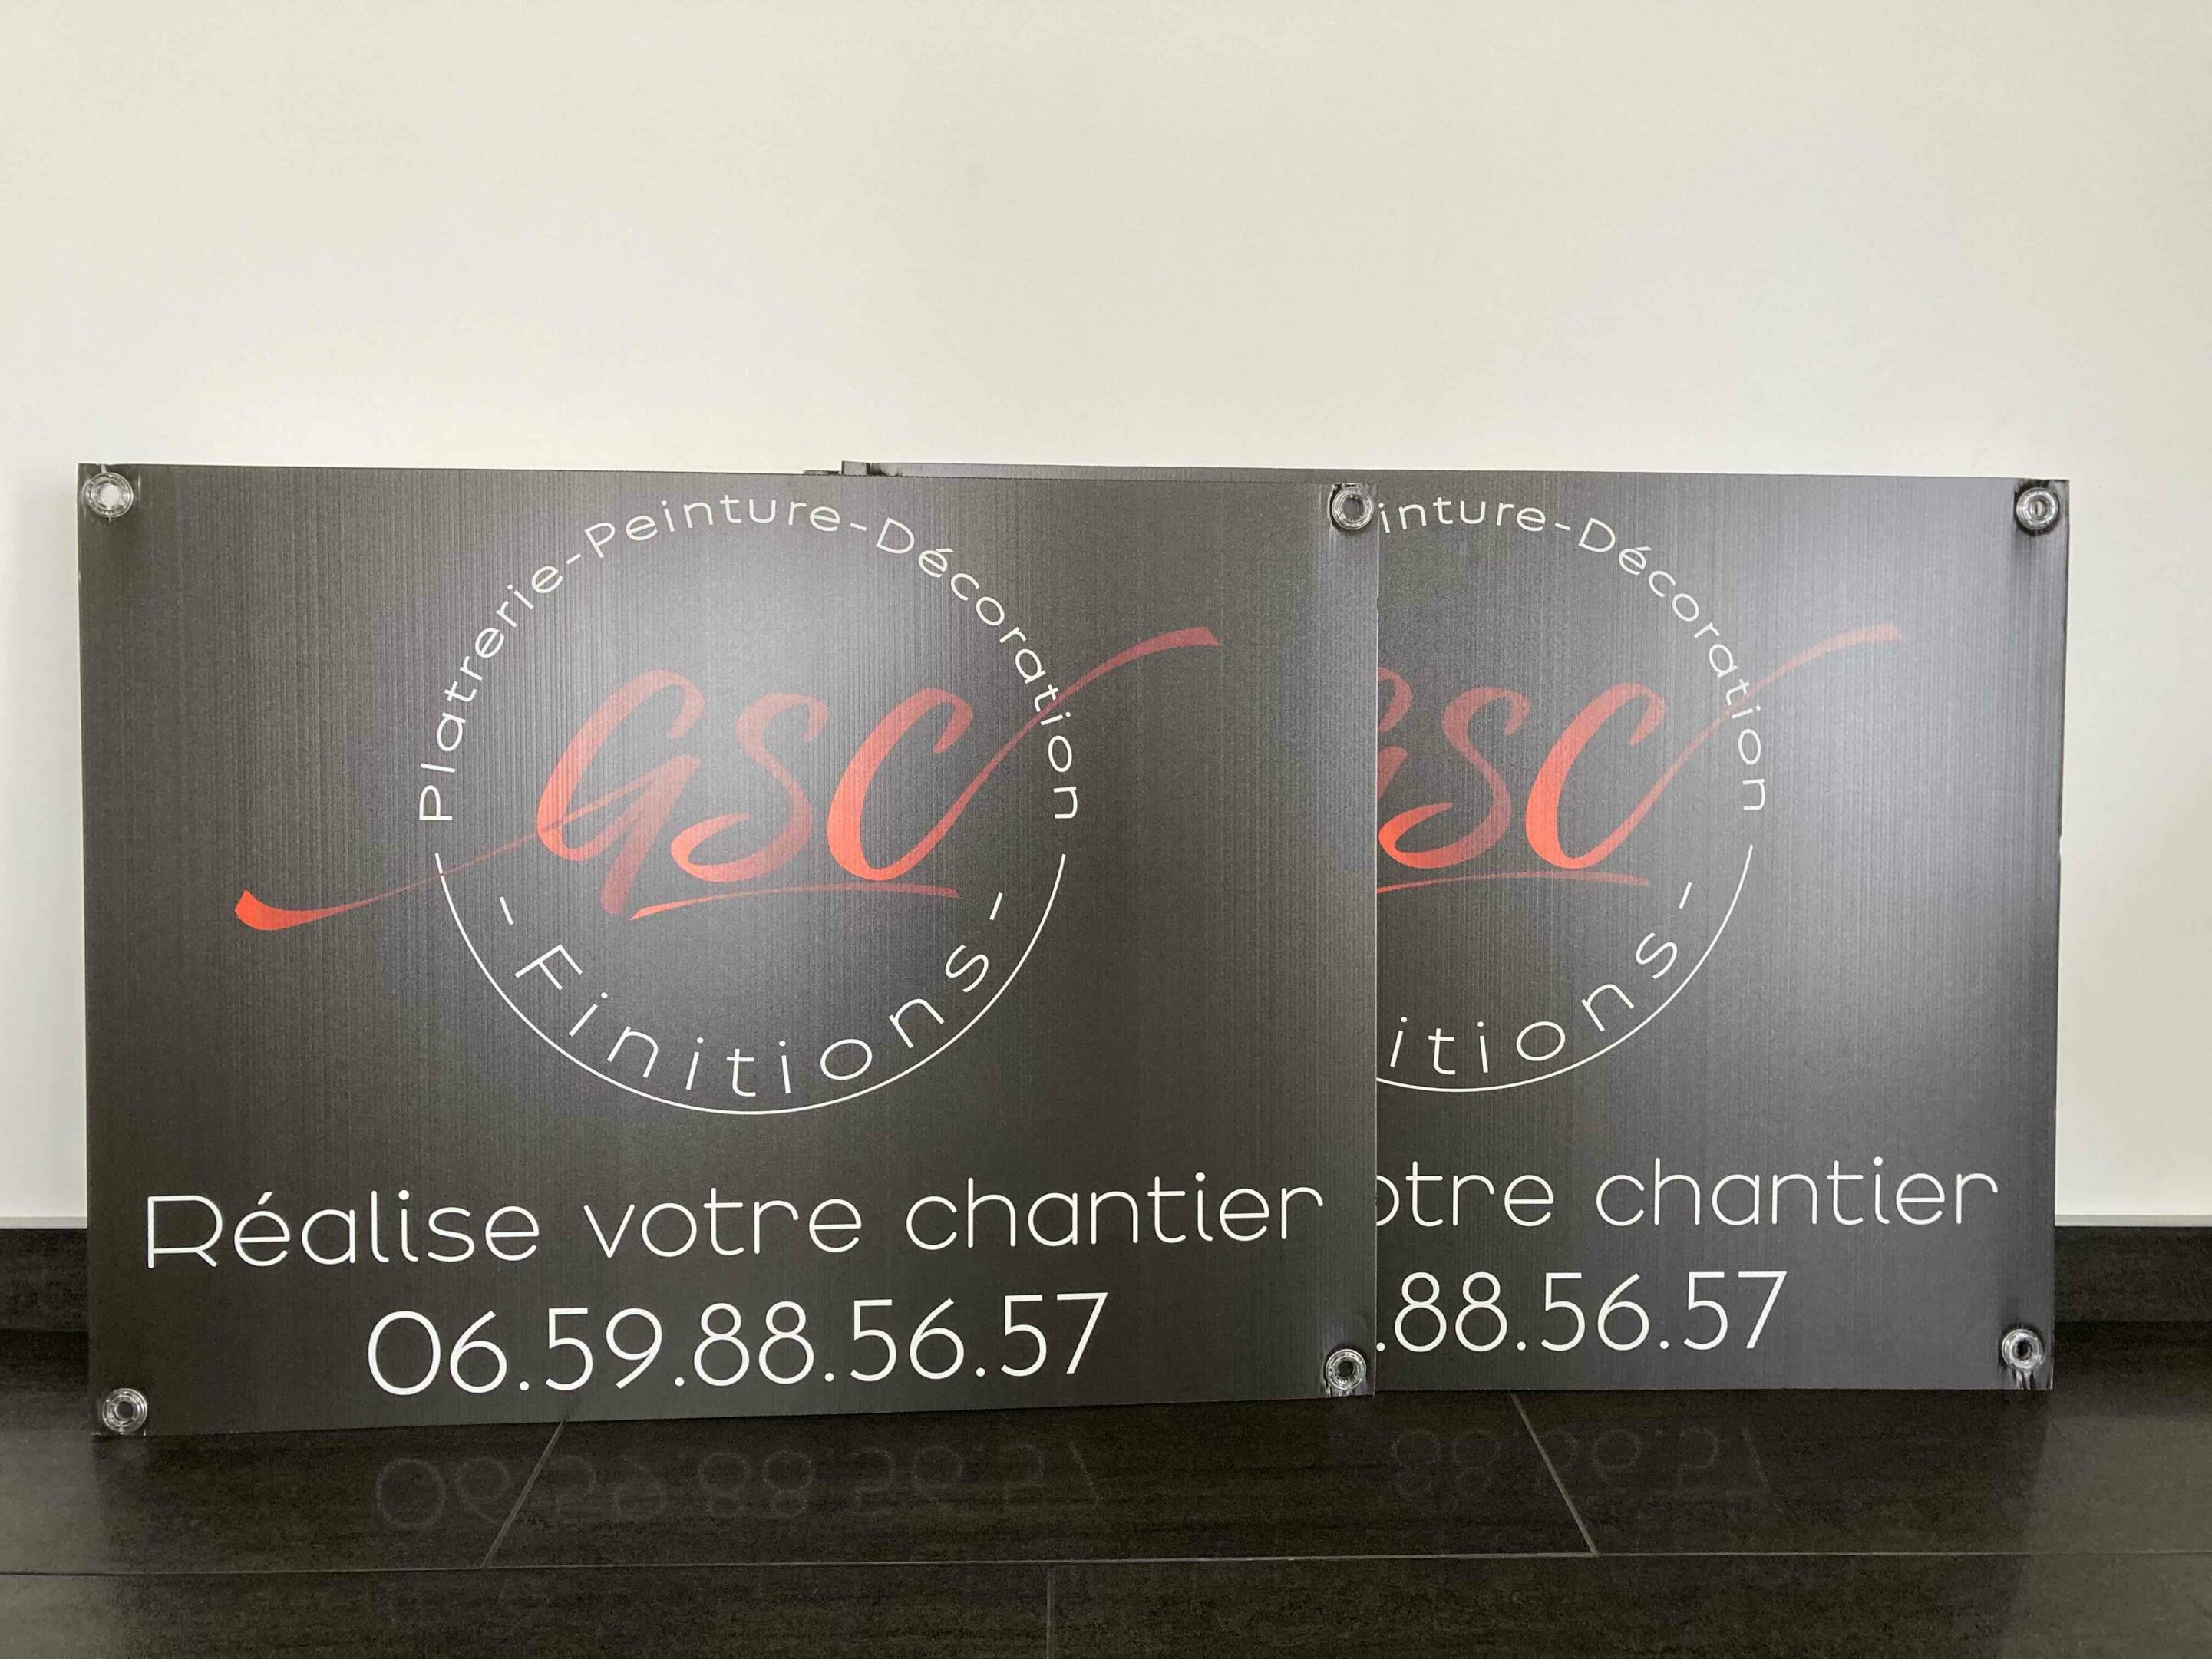 Platrerie-Peinture-Décoration
GSC
- Finitions -
Réalise votre chantier
06.59.88.56.57
inture-Décoration
GSC
itions -
otre chantier
.88.56.57